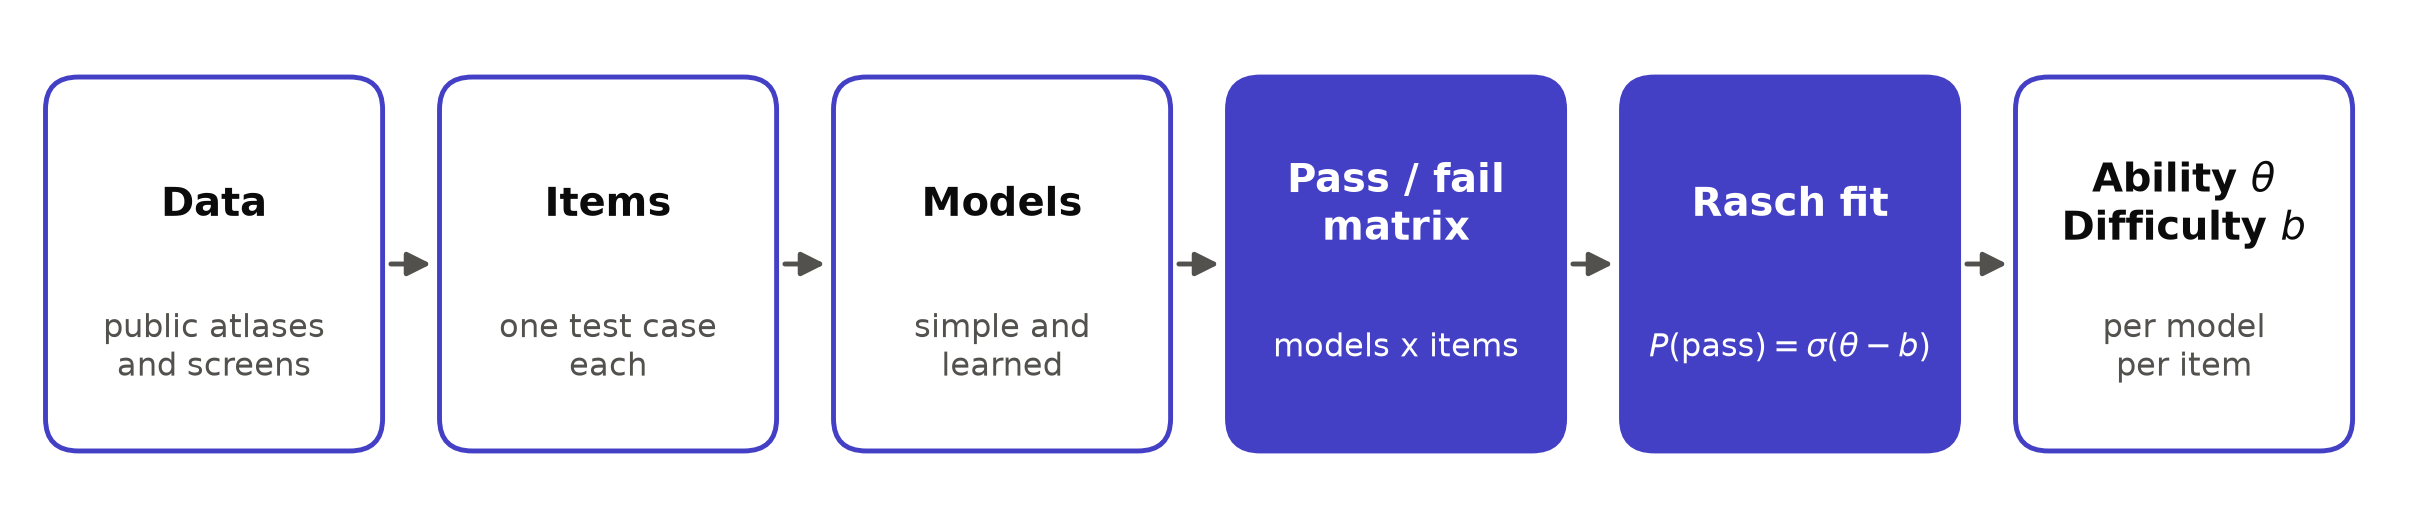 Data
public atlases
and screens
Items
one test case
each
Models
simple and
learned
Pass / fail
matrix
models x items
Rasch fit
P(pass) = σ(θ − b)
Ability θ
Difficulty b
per model
per item